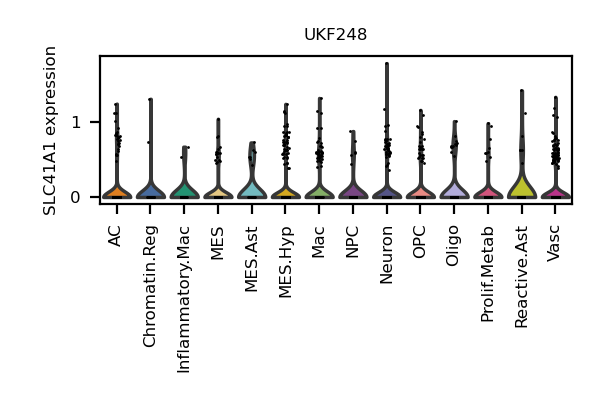 UKF248
SLC41A1 expression
1
0
AC
Chromatin.Reg
Inflammatory.Mac
MES
MES.Ast
MES.Hyp
Mac
NPC
Neuron
OPC
Oligo
Prolif.Metab
Reactive.Ast
Vasc